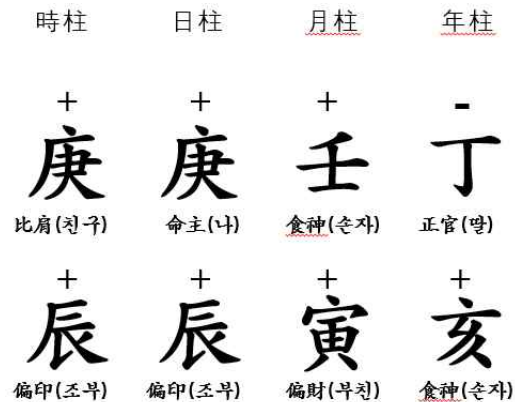 時柱 日柱 月柱 年柱
+ + + -
庚 庚 壬 丁
比肩(친구) 命主(나) 食神(손자) 正官(딸)
+ + + +
辰 辰 寅 亥
偏印(조부) 偏印(조부) 偏財(부친) 食神(손자)